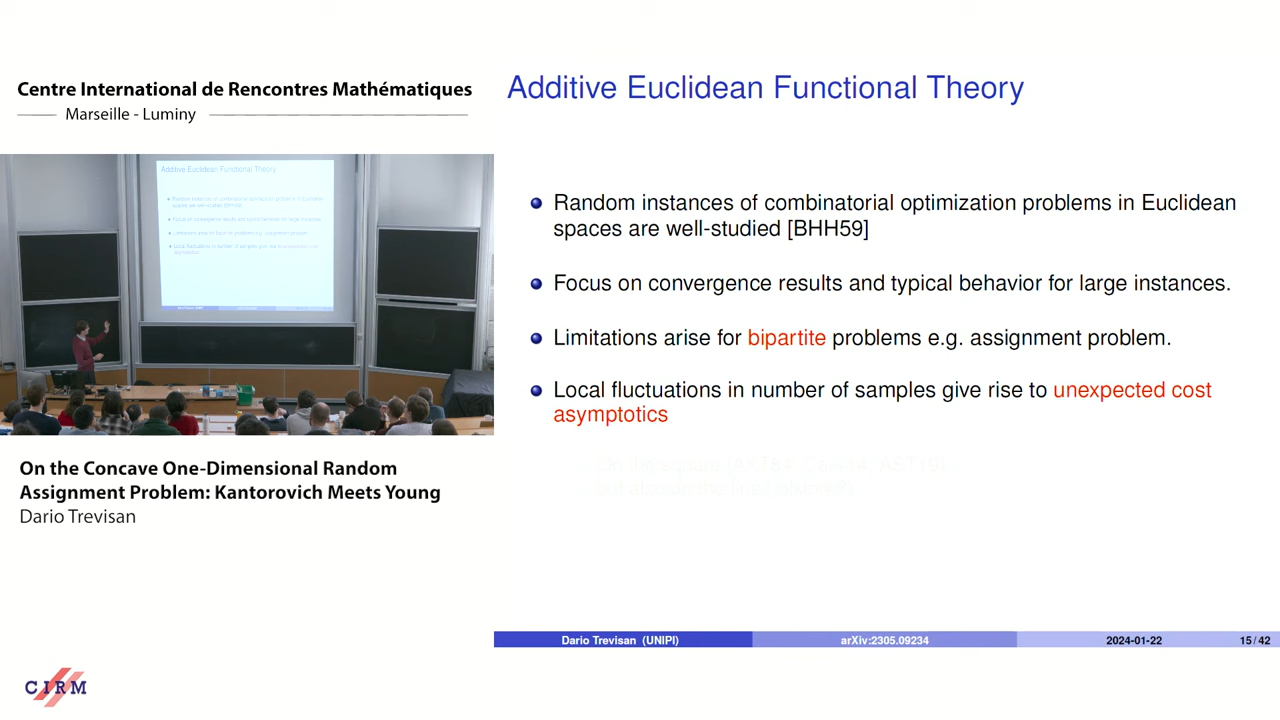 Centre International de Rencontres Mathématiques
Marseille - Luminy
Additive Euclidean Functional Theory
Random instances of combinatorial optimization problems in Euclidean
spaces are well-studied [BHH59]
Focus on convergence results and typical behavior for large instances.
Limitations arise for bipartite problems e.g. assignment problem.
Local fluctuations in number of samples give rise to unexpected cost
asymptotics
Additive Euclidean Functional Theory
On the Concave One-Dimensional Random
Assignment Problem: Kantorovich Meets Young
Dario Trevisan
Dario Trevisan (UNIPI) arXiv:2305.09234 2024-01-22 15 / 42
CIRM